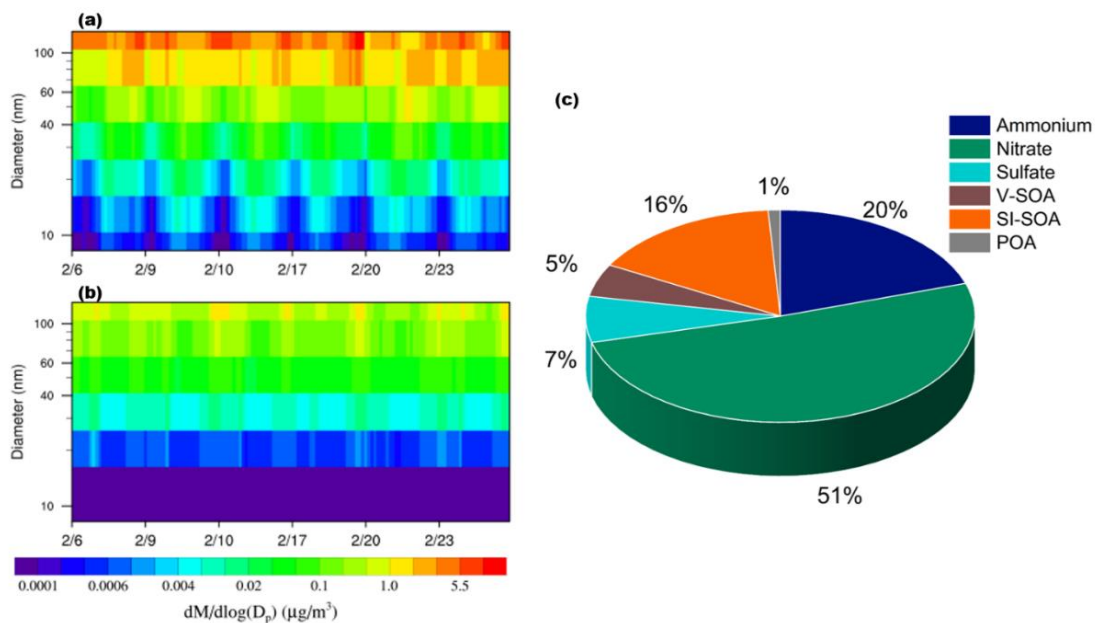 (a)
Diameter (nm)
100
60
40
10
2/6 2/9 2/10 2/17 2/20 2/23
(b)
Diameter (nm)
100
60
40
10
2/6 2/9 2/10 2/17 2/20 2/23
0.0001 0.0006 0.004 0.02 0.1 1.0 5.5
dM/dlog(Dp) (μg/m³)
(c)
Ammonium
Nitrate
Sulfate
V-SOA
SI-SOA
POA
1%
16%
20%
5%
7%
51%